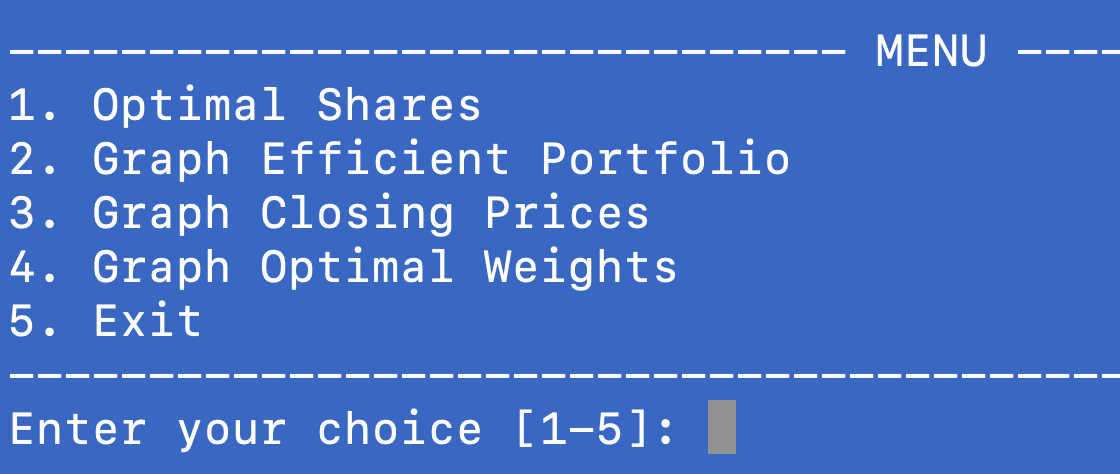 ------------------------------ MENU ----
1. Optimal Shares
2. Graph Efficient Portfolio
3. Graph Closing Prices
4. Graph Optimal Weights
5. Exit
----------------------------------------
Enter your choice [1-5]: